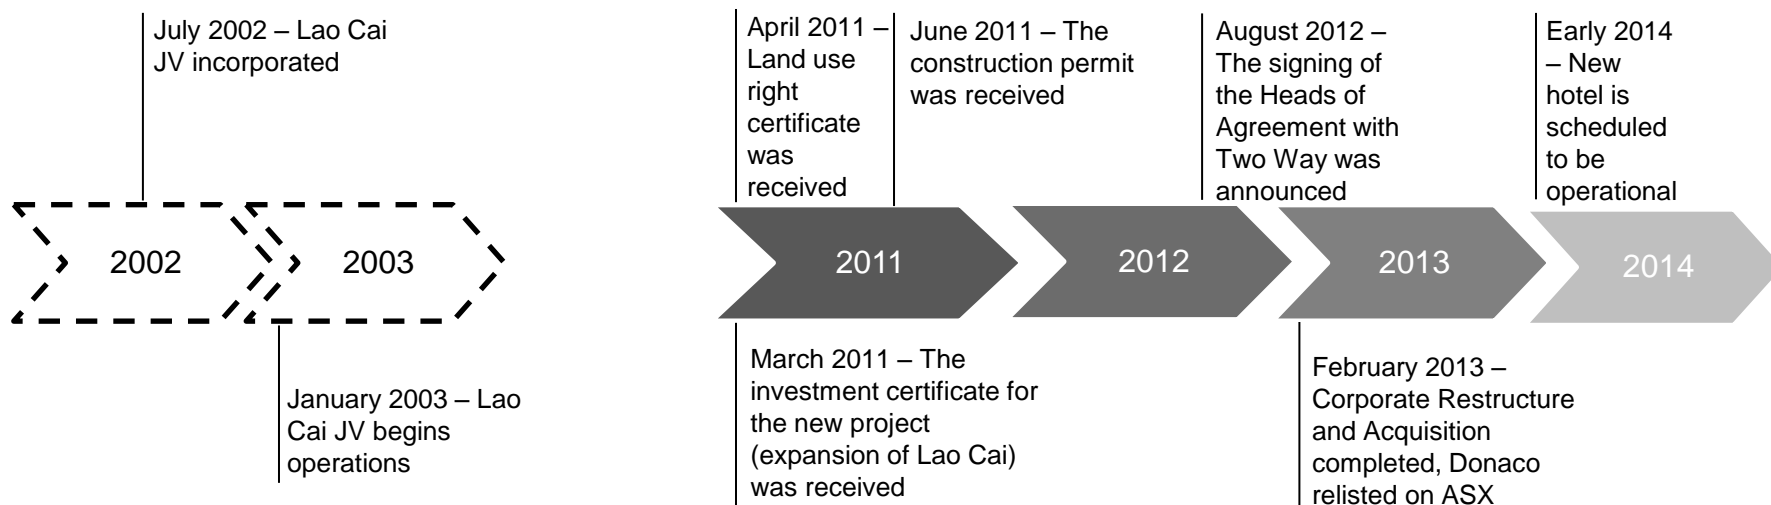 July 2002 – Lao Cai
JV incorporated
April 2011 –
Land use
right
certificate
was
received
June 2011 – The
construction permit
was received
August 2012 –
The signing of
the Heads of
Agreement with
Two Way was
announced
Early 2014
– New
hotel is
scheduled
to be
operational
2002
2003
2011
2012
2013
2014
January 2003 – Lao
Cai JV begins
operations
March 2011 – The
investment certificate for
the new project
(expansion of Lao Cai)
was received
February 2013 –
Corporate Restructure
and Acquisition
completed, Donaco
relisted on ASX